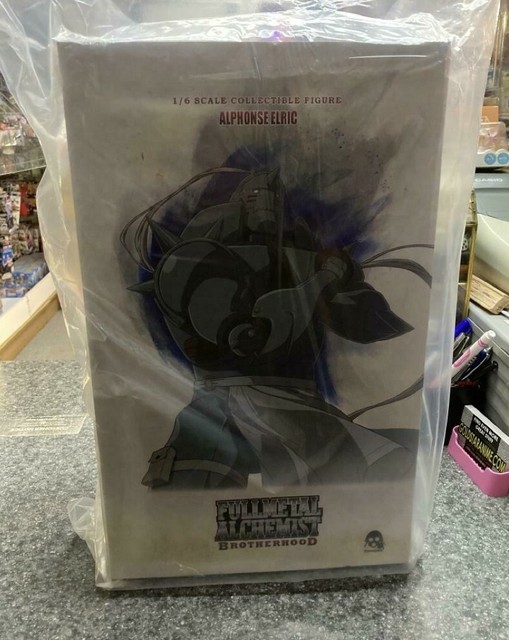 1/6 SCALE COLLECTIBLE FIGURE
ALPHONSE ELRIC
FULLMETAL
ALCHEMIST
BROTHERHOOD